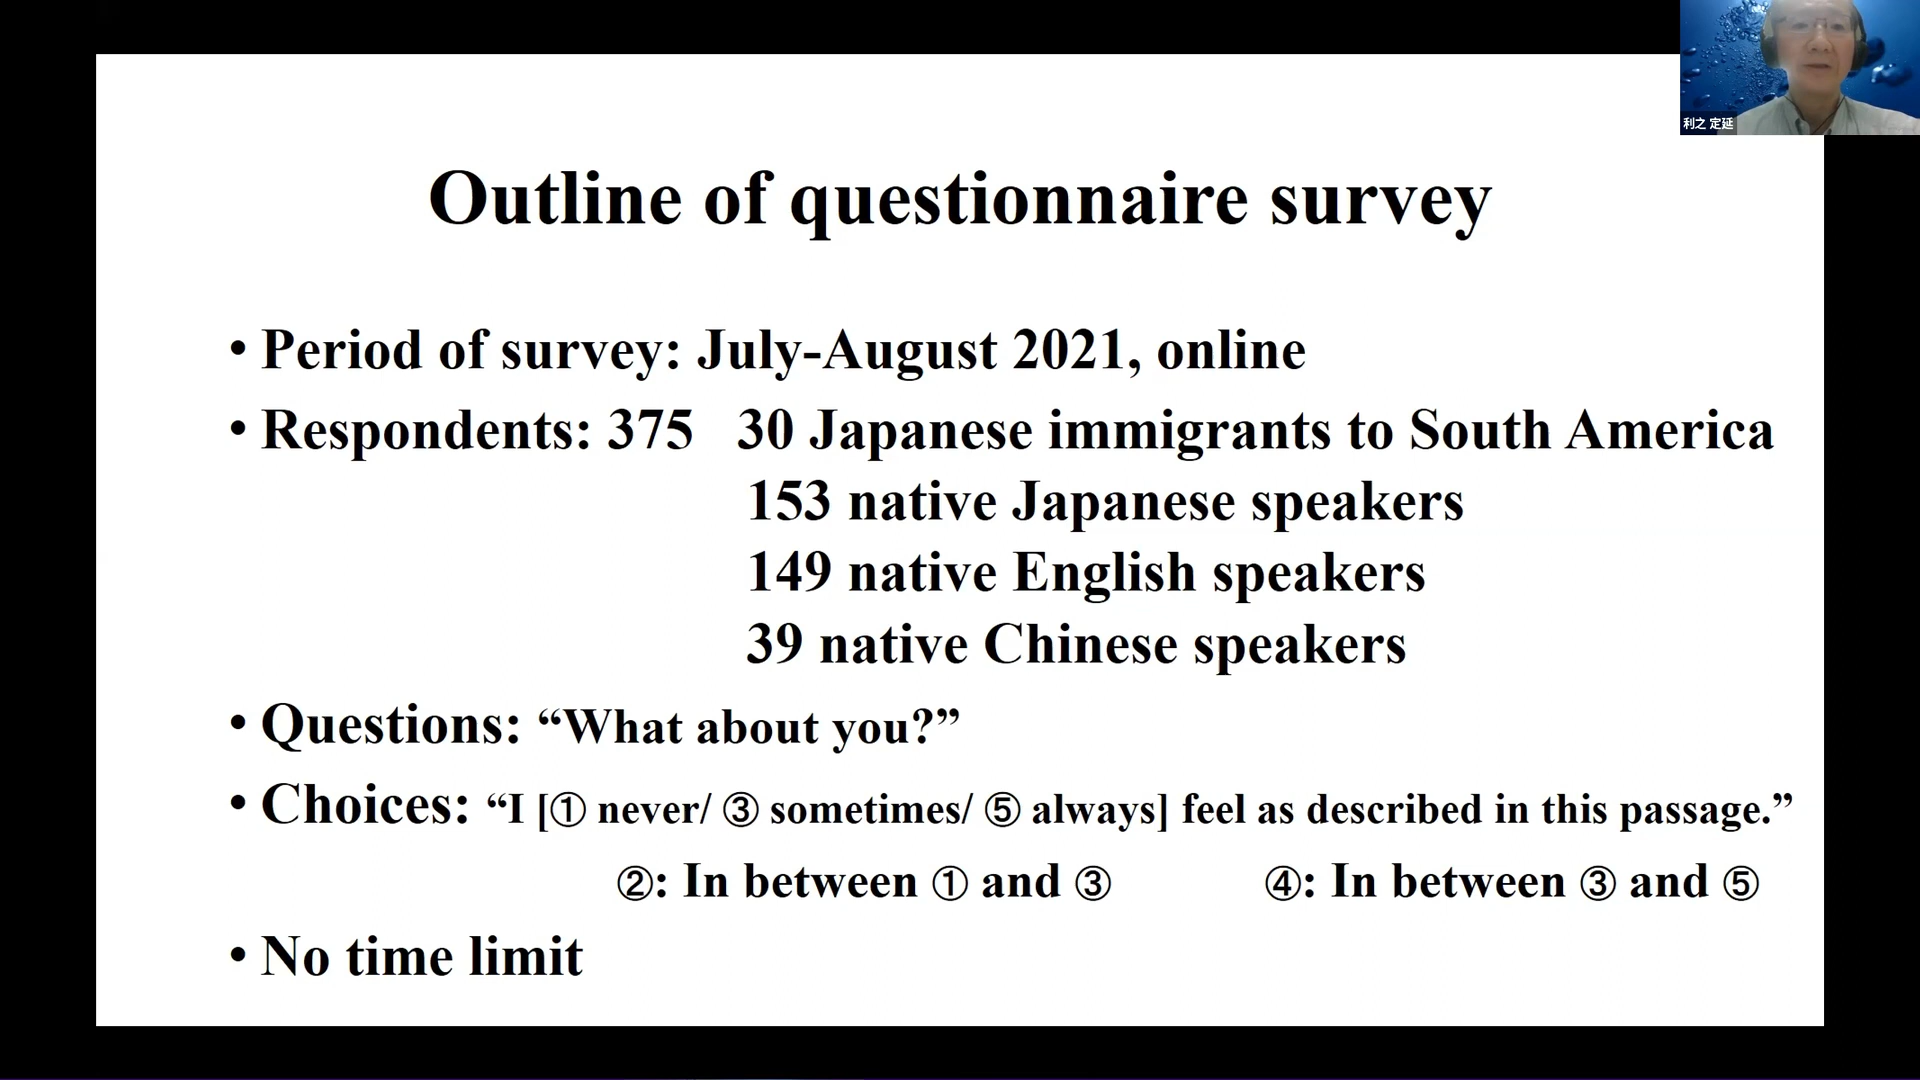 利之 定延
Outline of questionnaire survey
• Period of survey: July-August 2021, online
• Respondents: 375 30 Japanese immigrants to South America
153 native Japanese speakers
149 native English speakers
39 native Chinese speakers
• Questions: “What about you?”
• Choices: “I [① never/ ③ sometimes/ ⑤ always] feel as described in this passage.”
②: In between ① and ③ ④: In between ③ and ⑤
• No time limit